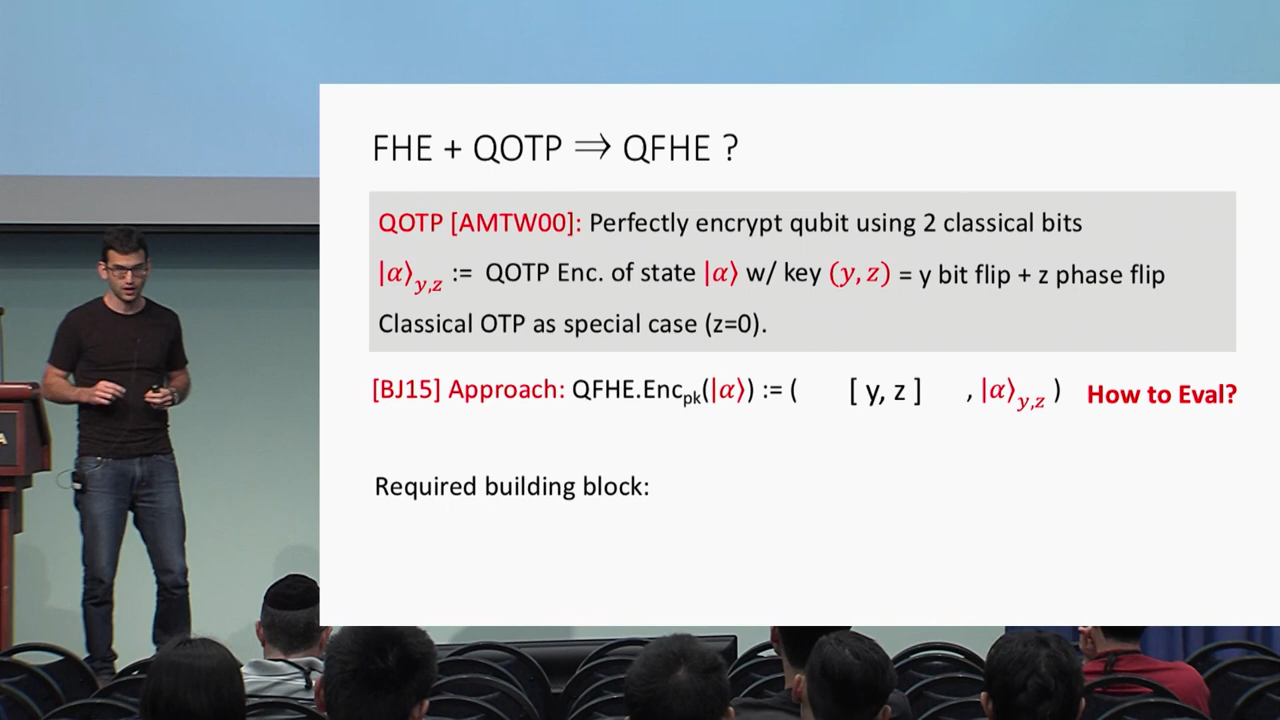 FHE + QOTP ⟹ QFHE ?
QOTP [AMTW00]: Perfectly encrypt qubit using 2 classical bits
|α⟩y,z := QOTP Enc. of state |α⟩ w/ key (y, z) = y bit flip + z phase flip
Classical OTP as special case (z=0).
[BJ15] Approach: QFHE.Encpk(|α⟩) := ( [ y, z ] , |α⟩y,z ) How to Eval?
Required building block:
A